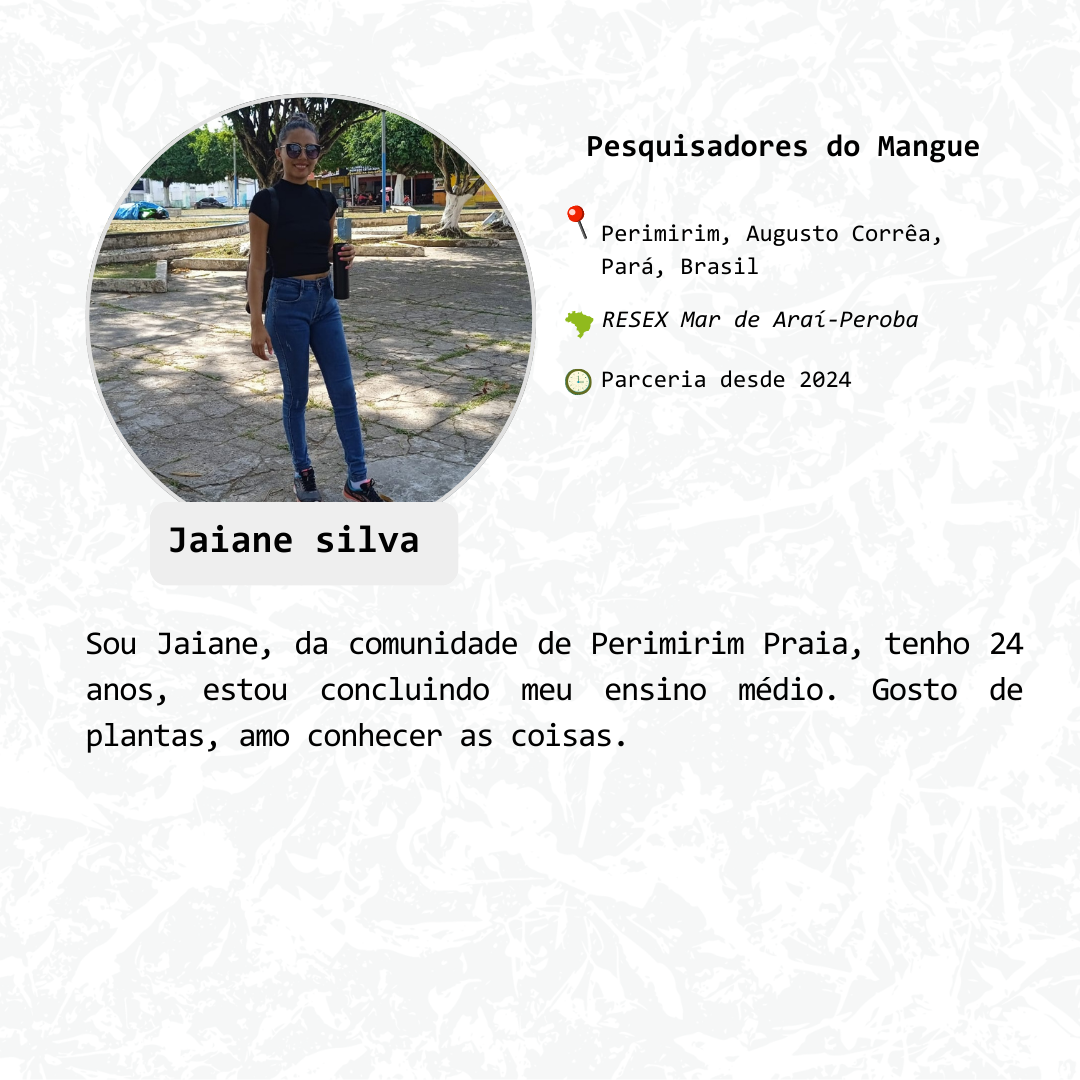 Pesquisadores do Mangue
Perimirim, Augusto Corrêa,
Pará, Brasil
RESEX Mar de Araí-Peroba
Parceria desde 2024
Jaiane silva
Sou Jaiane, da comunidade de Perimirim Praia, tenho 24
anos, estou concluindo meu ensino médio. Gosto de
plantas, amo conhecer as coisas.